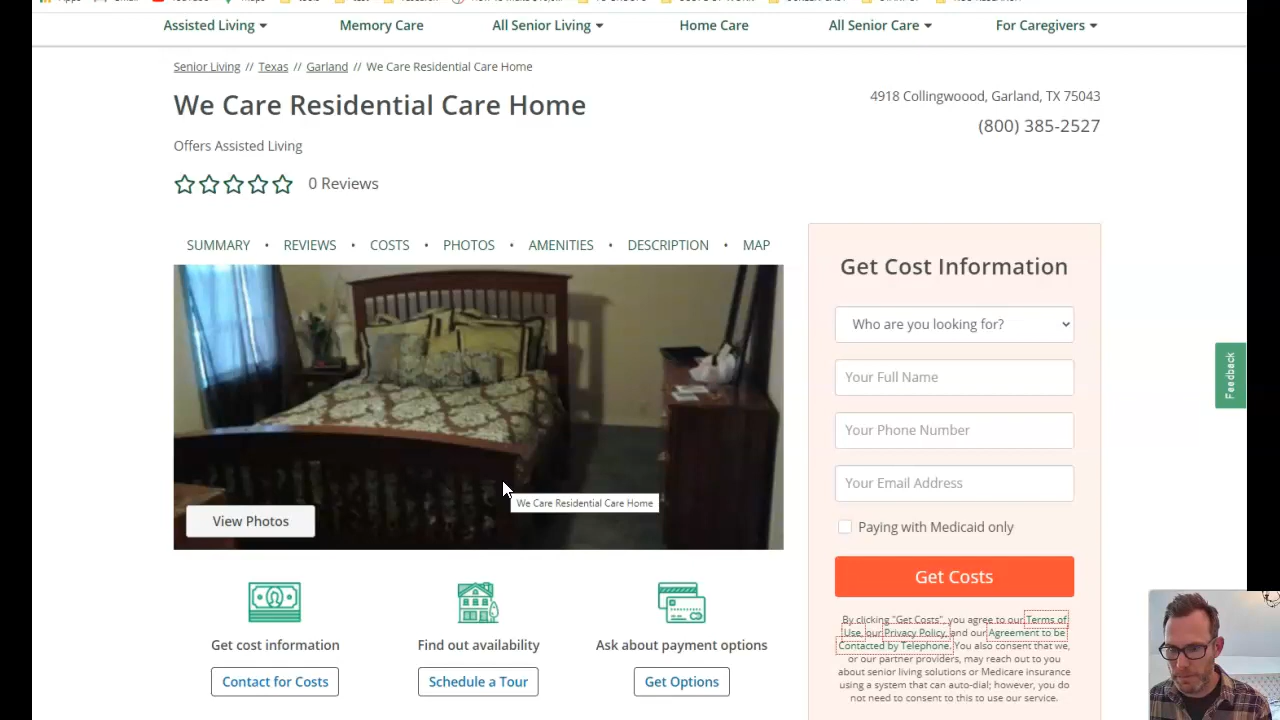 Assisted Living
Memory Care
All Senior Living
Home Care
All Senior Care
For Caregivers
Senior Living // Texas // Garland // We Care Residential Care Home
We Care Residential Care Home
4918 Collingwoood, Garland, TX 75043
(800) 385-2527
Offers Assisted Living
0 Reviews
SUMMARY • REVIEWS • COSTS • PHOTOS • AMENITIES • DESCRIPTION • MAP
We Care Residential Care Home
View Photos
Get cost information
Find out availability
Ask about payment options
Contact for Costs
Schedule a Tour
Get Options
Get Cost Information
Who are you looking for?
Your Full Name
Your Phone Number
Your Email Address
Paying with Medicaid only
Get Costs
By clicking "Get Costs", you agree to our Terms of
Use, our Privacy Policy, and our Agreement to be
Contacted by Telephone. You also consent that we,
or our partner providers, may reach out to you
about senior living solutions or Medicare insurance
using a system that can auto-dial; however, you do
not need to consent to this to use our service.
Feedback